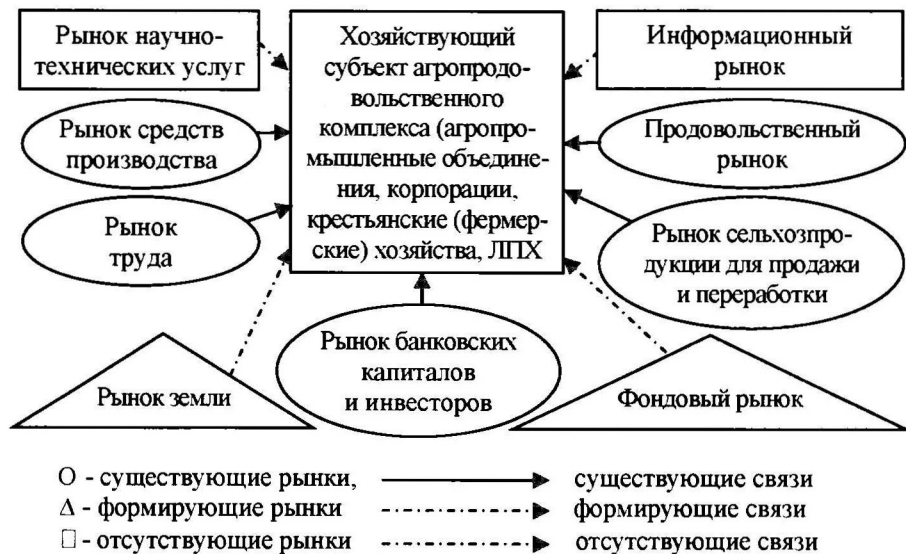 Рынок научно-
технических услуг
Хозяйствующий
субъект агропродо-
вольственного
комплекса (агропро-
мышленные объедине-
ния, корпорации,
крестьянские (фермер-
ские) хозяйства, ЛПХ
Информационный
рынок
Рынок средств
производства
Продовольственный
рынок
Рынок
труда
Рынок сельхозпро-
дукции для продажи
и переработки
Рынок земли
Рынок банковских
капиталов
и инвесторов
Фондовый рынок
О - существующие рынки, существующие связи
Δ - формирующие рынки формирующие связи
□ - отсутствующие рынки отсутствующие связи